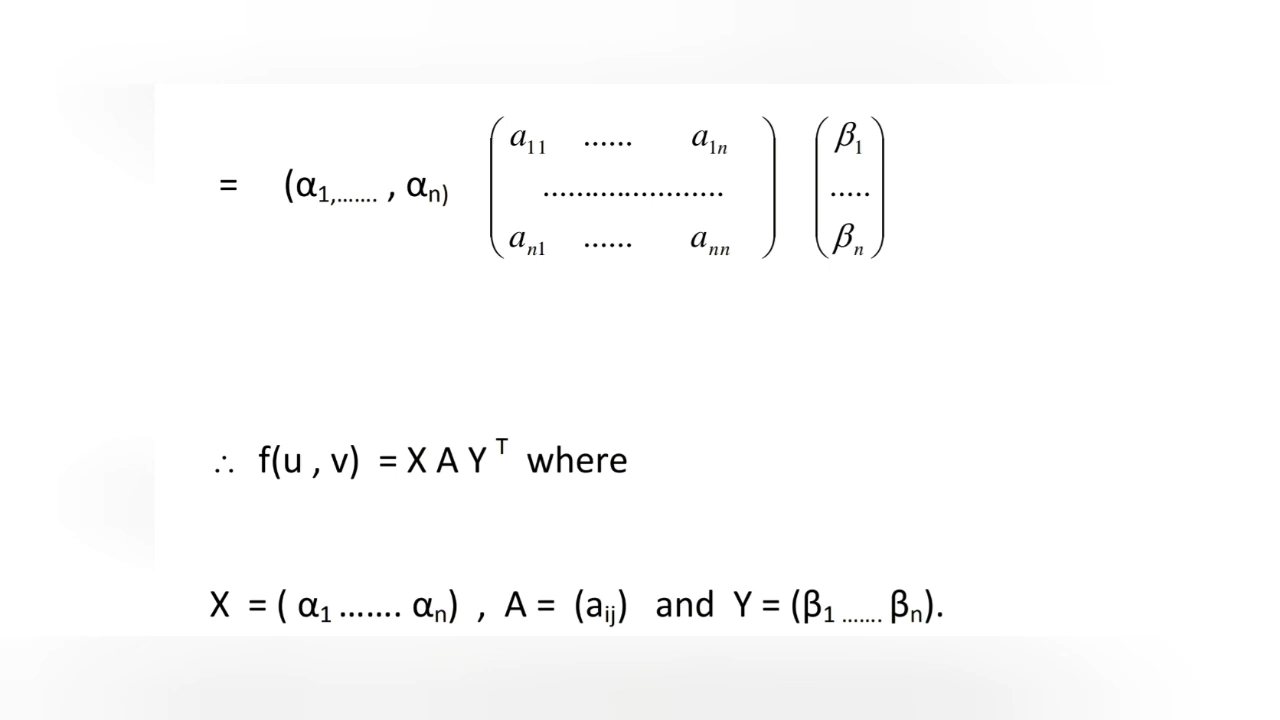 = (α₁,……. , αₙ) ( a₁₁ …… a₁ₙ ) ( β₁ )
( ………………… ) ( ….. )
( aₙ₁ …… aₙₙ ) ( βₙ )
∴ f(u , v) = X A Y ᵀ where
X = ( α₁ ……. αₙ) , A = (aᵢⱼ) and Y = (β₁ ……. βₙ).